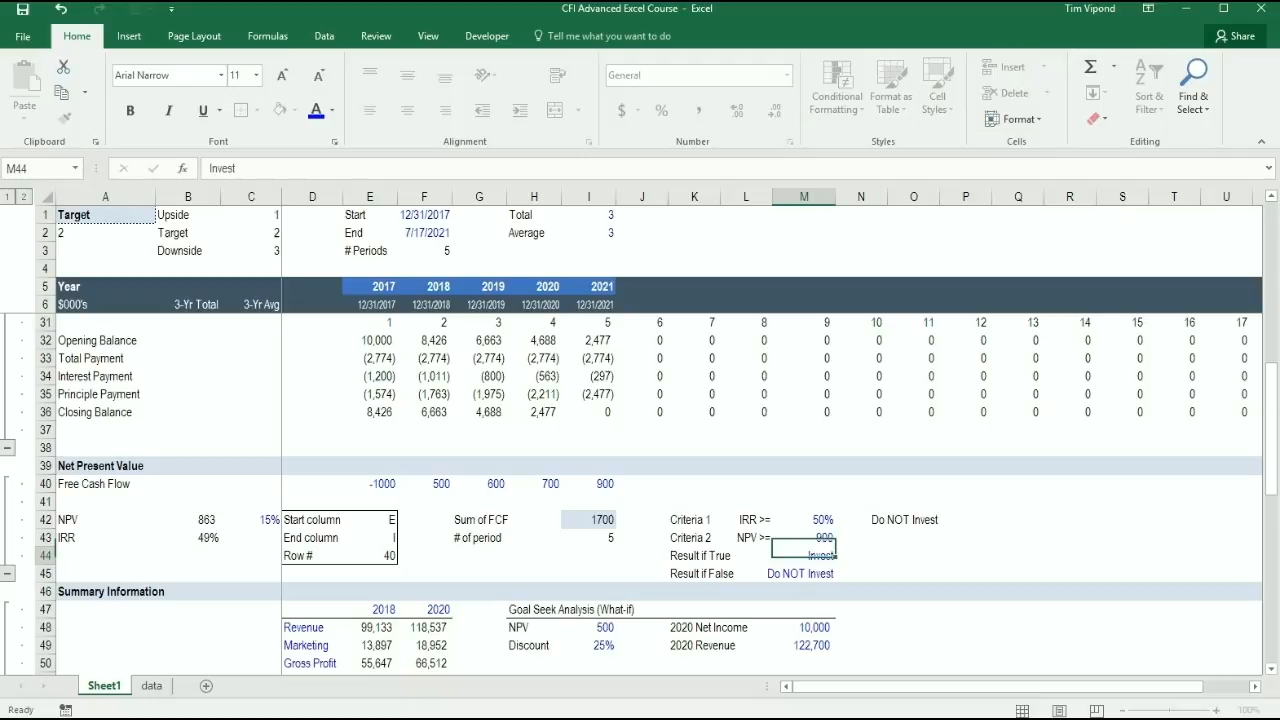 CFI Advanced Excel Course - Excel
Tim Vipond
File Home Insert Page Layout Formulas Data Review View Developer Tell me what you want to do Share
Paste
Clipboard
Arial Narrow 11
B I U A
Font
Alignment
General
$ % ,
Number
Conditional Formatting
Format as Table
Cell Styles
Styles
Insert
Delete
Format
Cells
Σ
Sort & Filter
Find & Select
Editing
M44 fx Invest
1 2 A B C D E F G H I J K L M N O P Q R S T U
1 Target Upside 1 Start 12/31/2017 Total 3
2 2 Target 2 End 7/17/2021 Average 3
3 Downside 3 # Periods 5
4
5 Year 2017 2018 2019 2020 2021
6 $000's 3-Yr Total 3-Yr Avg 12/31/2017 12/31/2018 12/31/2019 12/31/2020 12/31/2021
31 1 2 3 4 5 6 7 8 9 10 11 12 13 14 15 16 17
32 Opening Balance 10,000 8,426 6,663 4,688 2,477 0 0 0 0 0 0 0 0 0 0 0 0
33 Total Payment (2,774) (2,774) (2,774) (2,774) (2,774) 0 0 0 0 0 0 0 0 0 0 0 0
34 Interest Payment (1,200) (1,011) (800) (563) (297) 0 0 0 0 0 0 0 0 0 0 0 0
35 Principle Payment (1,574) (1,763) (1,975) (2,211) (2,477) 0 0 0 0 0 0 0 0 0 0 0 0
36 Closing Balance 8,426 6,663 4,688 2,477 0 0 0 0 0 0 0 0 0 0 0 0 0
37
38
39 Net Present Value
40 Free Cash Flow -1000 500 600 700 900
41
42 NPV 863 15% Start column E Sum of FCF 1700 Criteria 1 IRR >= 50% Do NOT Invest
43 IRR 49% End column I # of period 5 Criteria 2 NPV >= 900
44 Row # 40 Result if True Invest
45 Result if False Do NOT Invest
46 Summary Information
47 2018 2020 Goal Seek Analysis (What-if)
48 Revenue 99,133 118,537 NPV 500 2020 Net Income 10,000
49 Marketing 13,897 18,952 Discount 25% 2020 Revenue 122,700
50 Gross Profit 55,647 66,512
Sheet1 data
Ready 100%